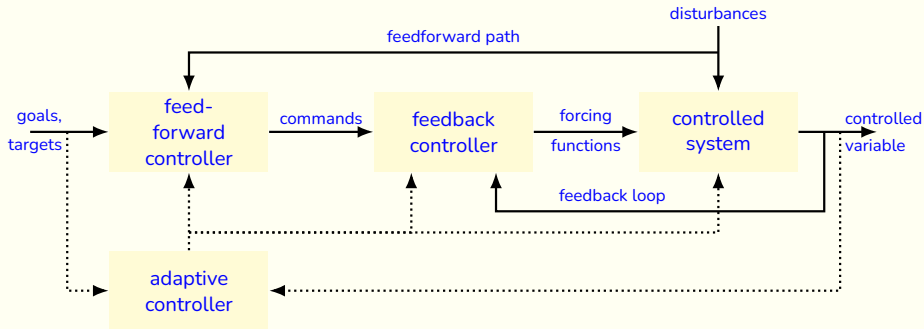 disturbances
feedforward path
goals,
targets
feed-
forward
controller
commands
feedback
controller
forcing
functions
controlled
system
controlled
variable
feedback loop
adaptive
controller